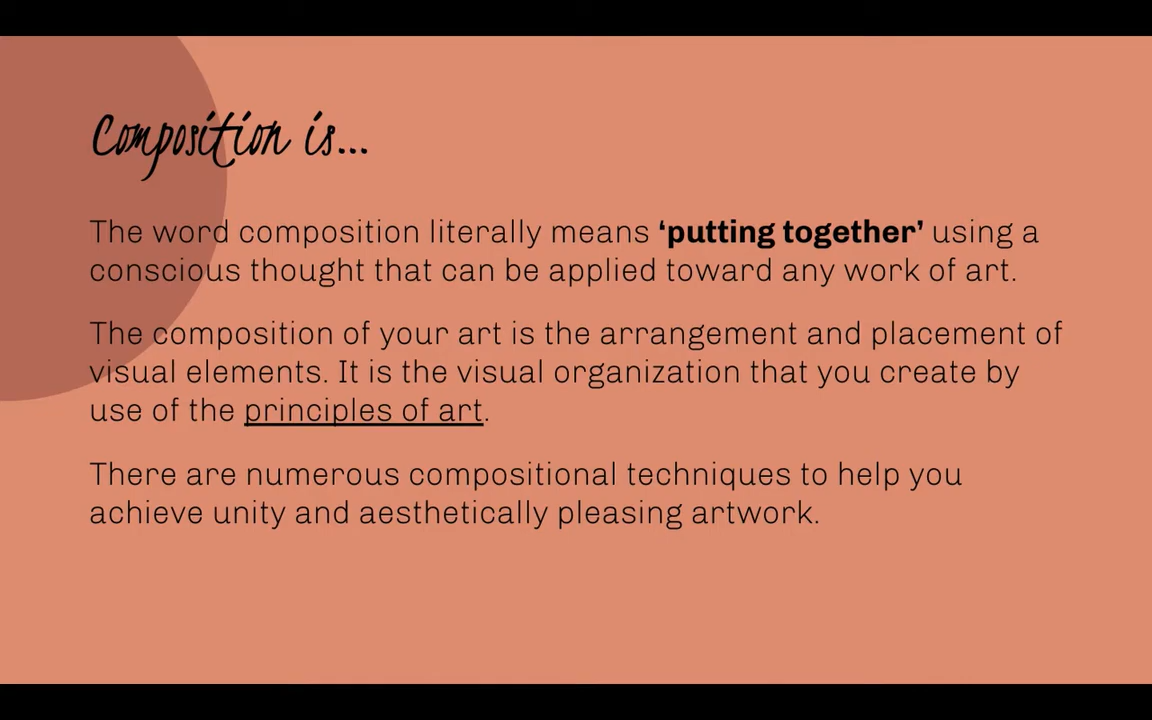 Composition is...
The word composition literally means ‘putting together’ using a
conscious thought that can be applied toward any work of art.
The composition of your art is the arrangement and placement of
visual elements. It is the visual organization that you create by
use of the principles of art.
There are numerous compositional techniques to help you
achieve unity and aesthetically pleasing artwork.